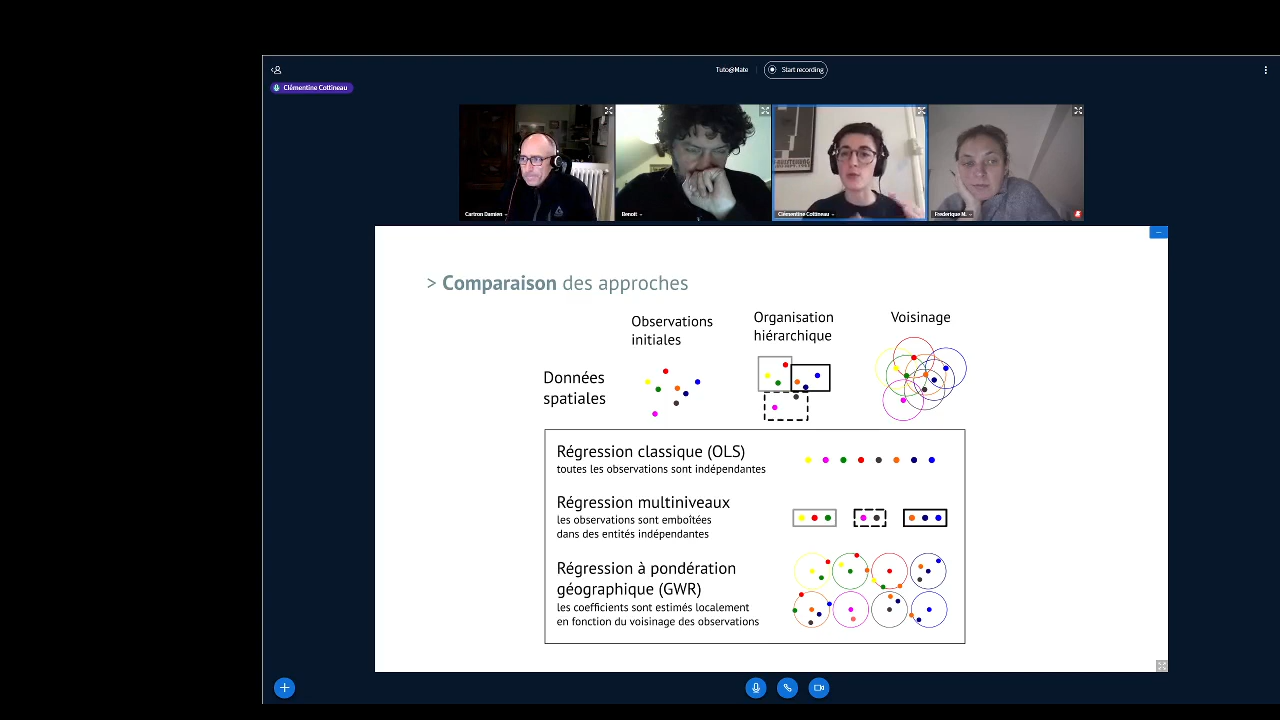 Tuto@Mate
Start recording
Clémentine Cottineau
Cartron Damien
Benoit
Clémentine Cottineau
Frederique M.
> Comparaison des approches
Observations
initiales
Organisation
hiérarchique
Voisinage
Données
spatiales
Régression classique (OLS)
toutes les observations sont indépendantes
Régression multiniveaux
les observations sont emboîtées
dans des entités indépendantes
Régression à pondération
géographique (GWR)
les coefficients sont estimés localement
en fonction du voisinage des observations